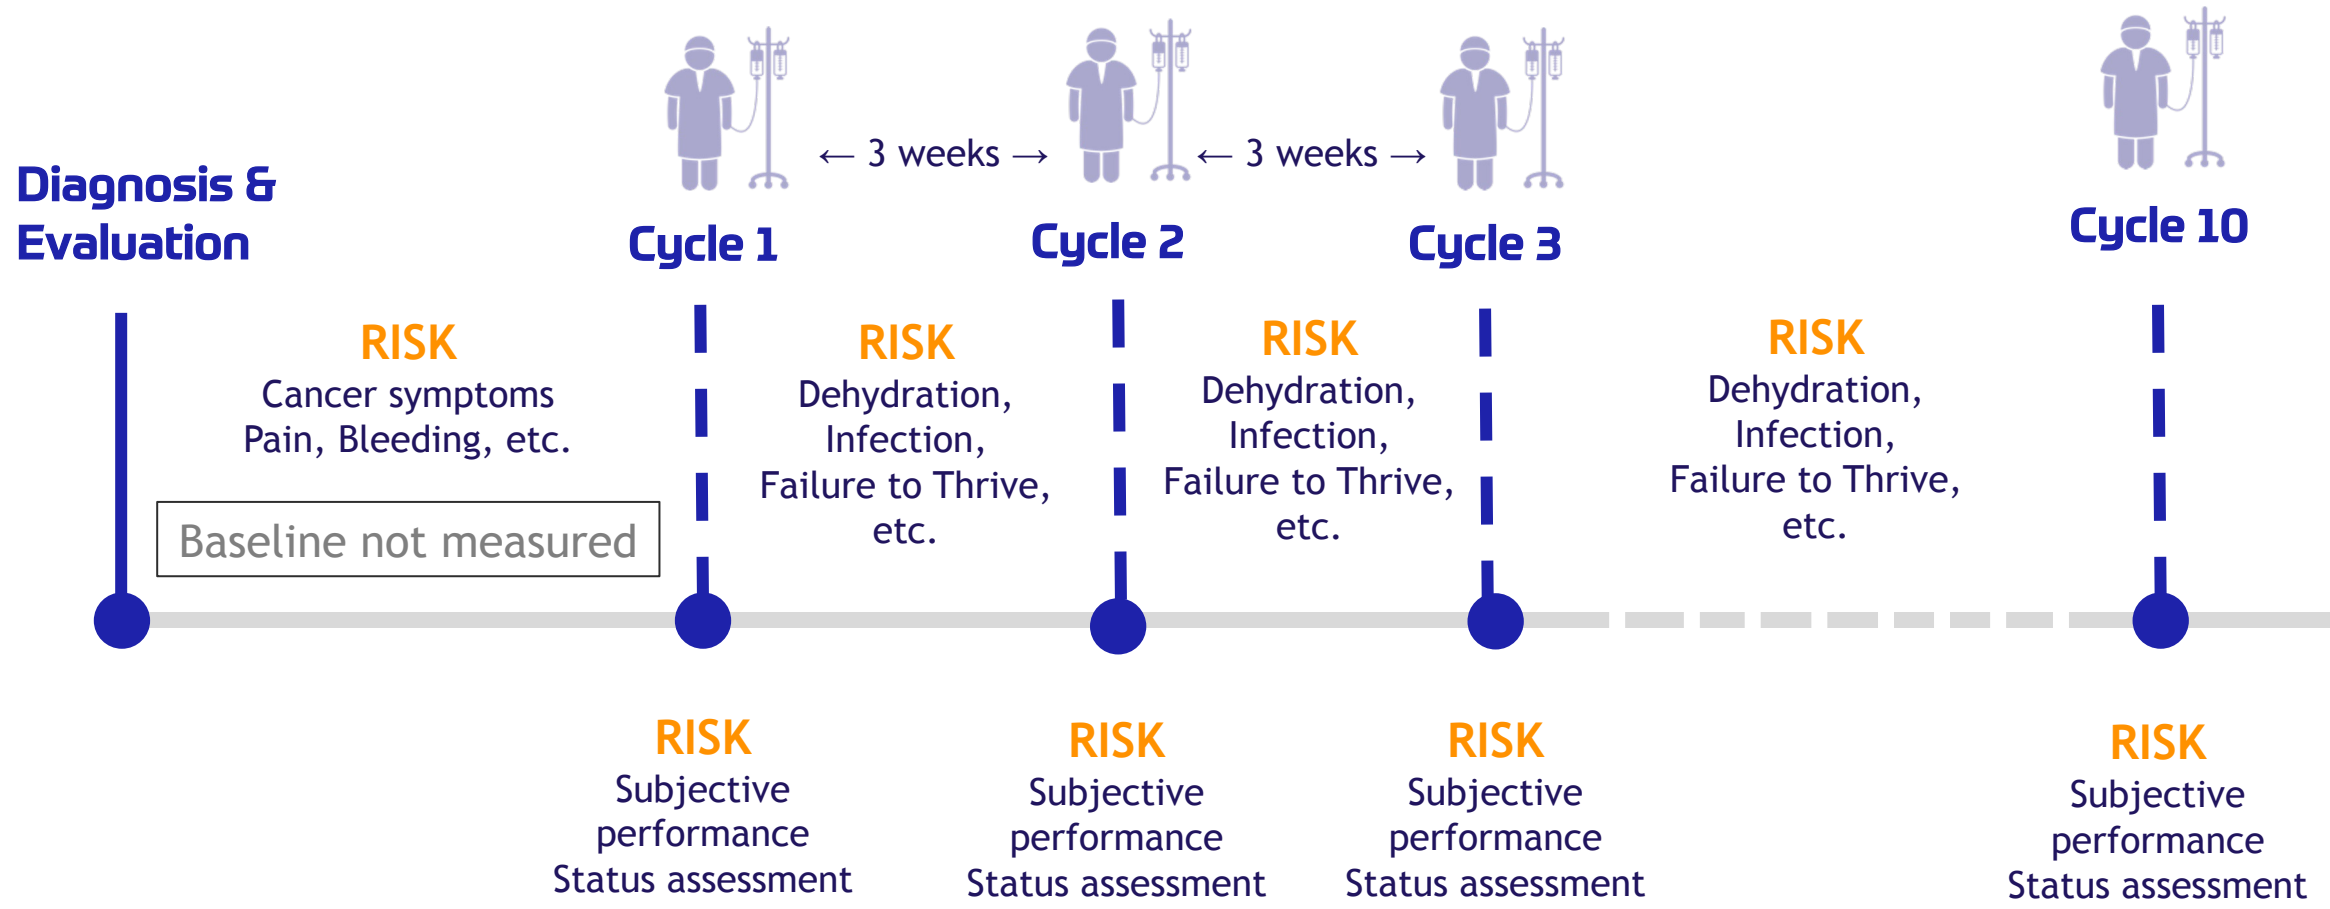 Diagnosis &
Evaluation
← 3 weeks →
← 3 weeks →
Cycle 1
Cycle 2
Cycle 3
Cycle 10
RISK
Cancer symptoms
Pain, Bleeding, etc.
Baseline not measured
RISK
Dehydration,
Infection,
Failure to Thrive,
etc.
RISK
Dehydration,
Infection,
Failure to Thrive,
etc.
RISK
Dehydration,
Infection,
Failure to Thrive,
etc.
RISK
Subjective
performance
Status assessment
RISK
Subjective
performance
Status assessment
RISK
Subjective
performance
Status assessment
RISK
Subjective
performance
Status assessment